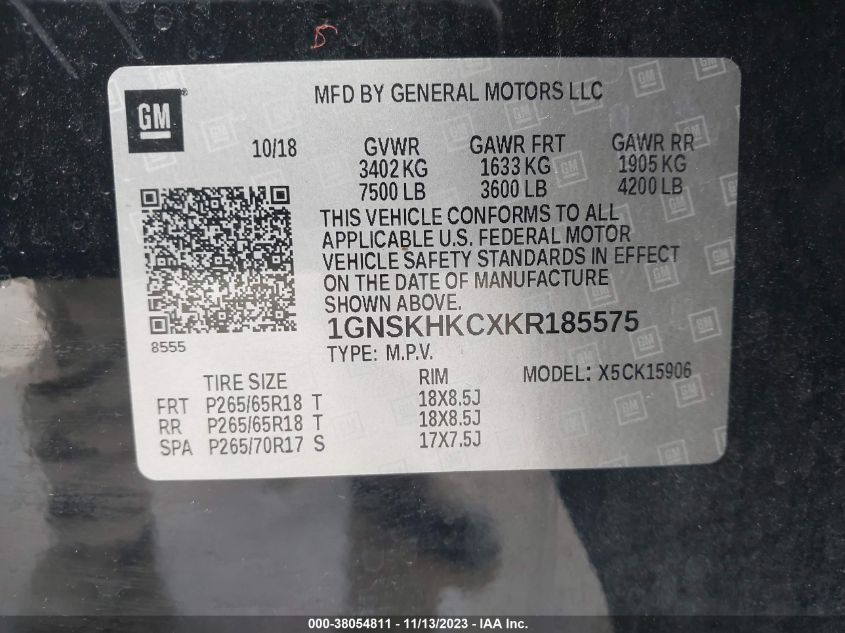 5
GM ®
MFD BY GENERAL MOTORS LLC
10/18 GVWR GAWR FRT GAWR RR
3402 KG 1633 KG 1905 KG
7500 LB 3600 LB 4200 LB
THIS VEHICLE CONFORMS TO ALL
APPLICABLE U.S. FEDERAL MOTOR
VEHICLE SAFETY STANDARDS IN EFFECT
ON THE DATE OF MANUFACTURE
SHOWN ABOVE.
1GNSKHKCXKR185575
8555
TYPE: M.P.V.
TIRE SIZE RIM MODEL: X5CK15906
FRT P265/65R18 T 18X8.5J
RR P265/65R18 T 18X8.5J
SPA P265/70R17 S 17X7.5J
000-38054811 - 11/13/2023 - IAA Inc.